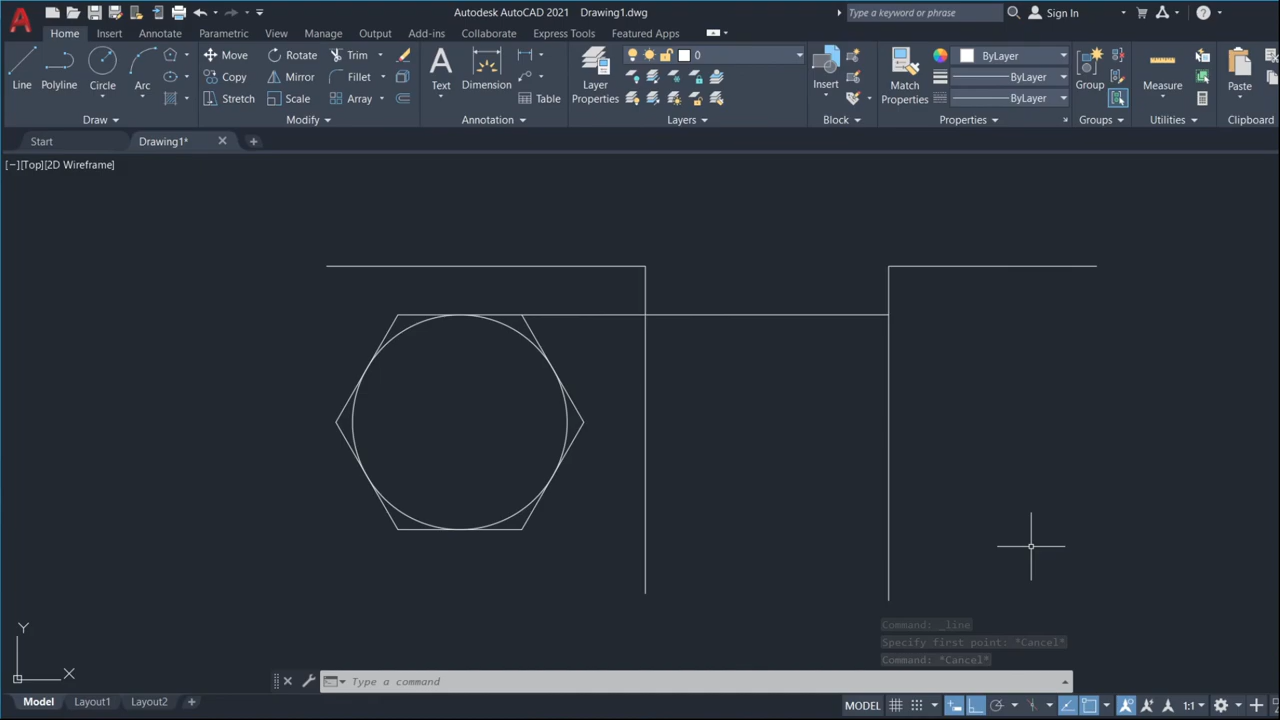 Autodesk AutoCAD 2021 Drawing1.dwg
Type a keyword or phrase
Sign In
Home Insert Annotate Parametric View Manage Output Add-ins Collaborate Express Tools Featured Apps
Line
Polyline
Circle
Arc
Draw
Move
Rotate
Trim
Copy
Mirror
Fillet
Stretch
Scale
Array
Modify
Text
Dimension
Table
Annotation
Layer
Properties
0
Layers
Insert
Block
Match
Properties
ByLayer
ByLayer
ByLayer
Properties
Group
Groups
Measure
Utilities
Paste
Clipboard
Start
Drawing1*
[−][Top][2D Wireframe]
Y
X
Command: _line
Specify first point: *Cancel*
Command: *Cancel*
Type a command
Model Layout1 Layout2
MODEL
1:1